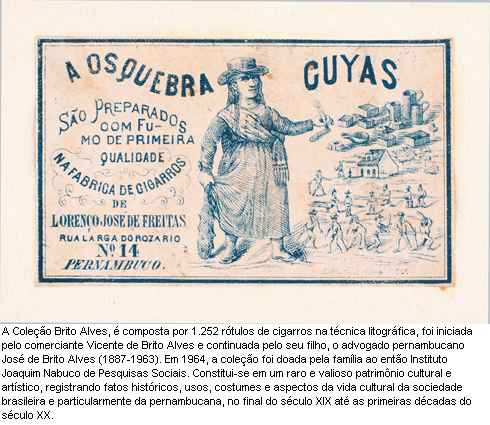 A OS QUEBRA CUYAS
SÃO PREPARADOS
COM FU-
MO DE PRIMEIRA
QUALIDADE
NA FABRICA DE CIGARROS
DE
LORENÇO JOSE DE FREITAS
RUA LARGA DO ROZARIO
Nº 14
PERNAMBUCO.
A Coleção Brito Alves, é composta por 1.252 rótulos de cigarros na técnica litográfica, foi iniciada
pelo comerciante Vicente de Brito Alves e continuada pelo seu filho, o advogado pernambucano
José de Brito Alves (1887-1963). Em 1964, a coleção foi doada pela família ao então Instituto
Joaquim Nabuco de Pesquisas Sociais. Constitui-se em um raro e valioso patrimônio cultural e
artístico, registrando fatos históricos, usos, costumes e aspectos da vida cultural da sociedade
brasileira e particularmente da pernambucana, no final do século XIX até as primeiras décadas do
século XX.